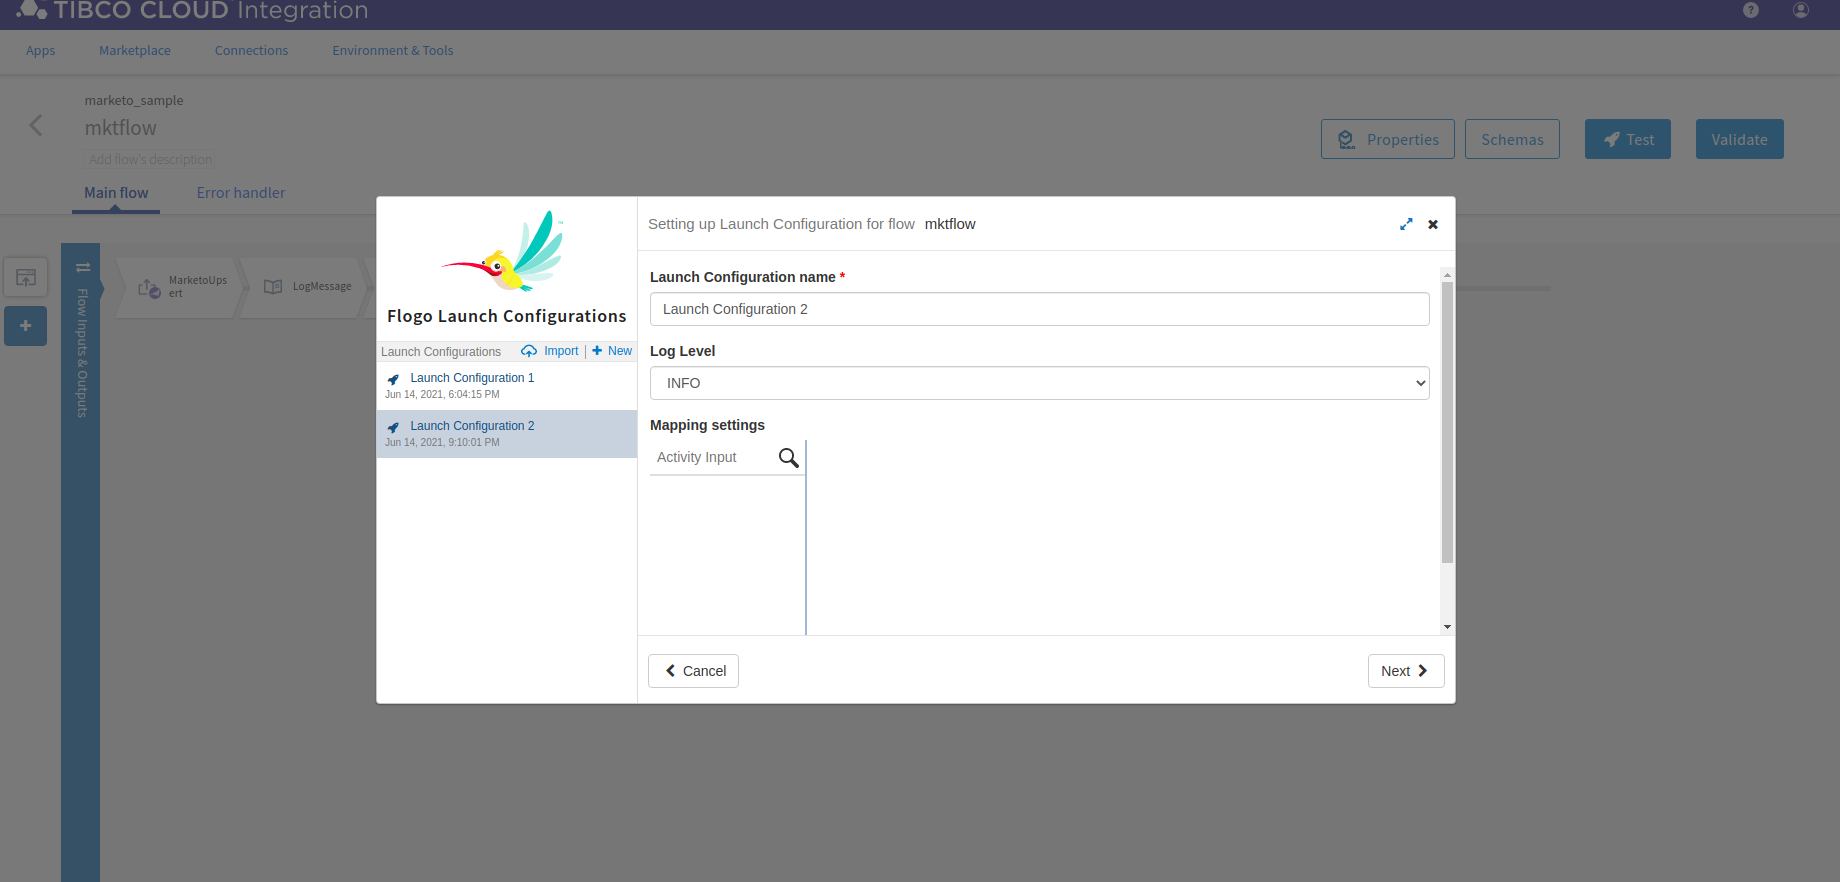 TIBCO CLOUD Integration
?
Apps Marketplace Connections Environment & Tools
marketo_sample
mktflow
Add flow's description
Properties Schemas Test Validate
Main flow Error handler
Flow Inputs & Outputs
MarketoUps
ert
LogMessage
Flogo Launch Configurations
Launch Configurations Import | + New
Launch Configuration 1
Jun 14, 2021, 6:04:15 PM
Launch Configuration 2
Jun 14, 2021, 9:10:01 PM
Setting up Launch Configuration for flow mktflow
Launch Configuration name *
Launch Configuration 2
Log Level
INFO
Mapping settings
Activity Input
Cancel
Next